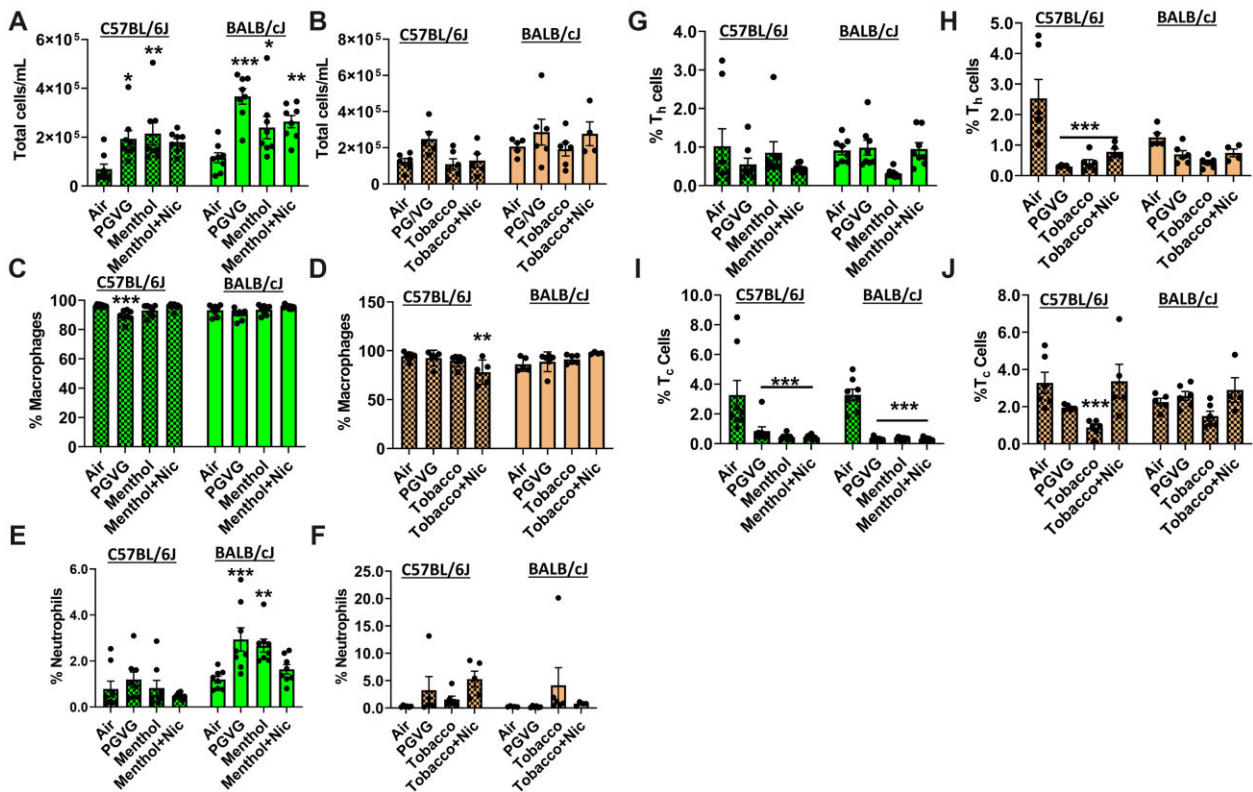 A
C57BL/6J
BALB/cJ
Total cells/mL
6×10⁵
4×10⁵
2×10⁵
0
*
**
***
*
**
Air
PGVG
Menthol
Menthol+Nic
Air
PGVG
Menthol
Menthol+Nic
B
C57BL/6J
BALB/cJ
Total cells/mL
8×10⁵
6×10⁵
4×10⁵
2×10⁵
0
Air
PG/VG
Tobacco
Tobacco+Nic
Air
PG/VG
Tobacco
Tobacco+Nic
G
C57BL/6J
BALB/cJ
% Th cells
4.0
3.0
2.0
1.0
0.0
Air
PGVG
Menthol
Menthol+Nic
Air
PGVG
Menthol
Menthol+Nic
H
C57BL/6J
BALB/cJ
% Th cells
5.0
4.0
3.0
2.0
1.0
0.0
***
Air
PGVG
Tobacco
Tobacco+Nic
Air
PGVG
Tobacco
Tobacco+Nic
C
C57BL/6J
BALB/cJ
% Macrophages
100
80
60
40
20
0
***
Air
PGVG
Menthol
Menthol+Nic
Air
PGVG
Menthol
Menthol+Nic
D
C57BL/6J
BALB/cJ
% Macrophages
150
100
50
0
**
Air
PGVG
Tobacco
Tobacco+Nic
Air
PGVG
Tobacco
Tobacco+Nic
I
C57BL/6J
BALB/cJ
% Tc Cells
10.0
8.0
6.0
4.0
2.0
0.0
***
***
Air
PGVG
Menthol
Menthol+Nic
Air
PGVG
Menthol
Menthol+Nic
J
C57BL/6J
BALB/cJ
%Tc Cells
8.0
6.0
4.0
2.0
0.0
***
Air
PGVG
Tobacco
Tobacco+Nic
Air
PGVG
Tobacco
Tobacco+Nic
E
C57BL/6J
BALB/cJ
% Neutrophils
6.0
4.0
2.0
0.0
***
**
Air
PGVG
Menthol
Menthol+Nic
Air
PGVG
Menthol
Menthol+Nic
F
C57BL/6J
BALB/cJ
% Neutrophils
25.0
20.0
15.0
10.0
5.0
0.0
Air
PGVG
Tobacco
Tobacco+Nic
Air
PGVG
Tobacco
Tobacco+Nic